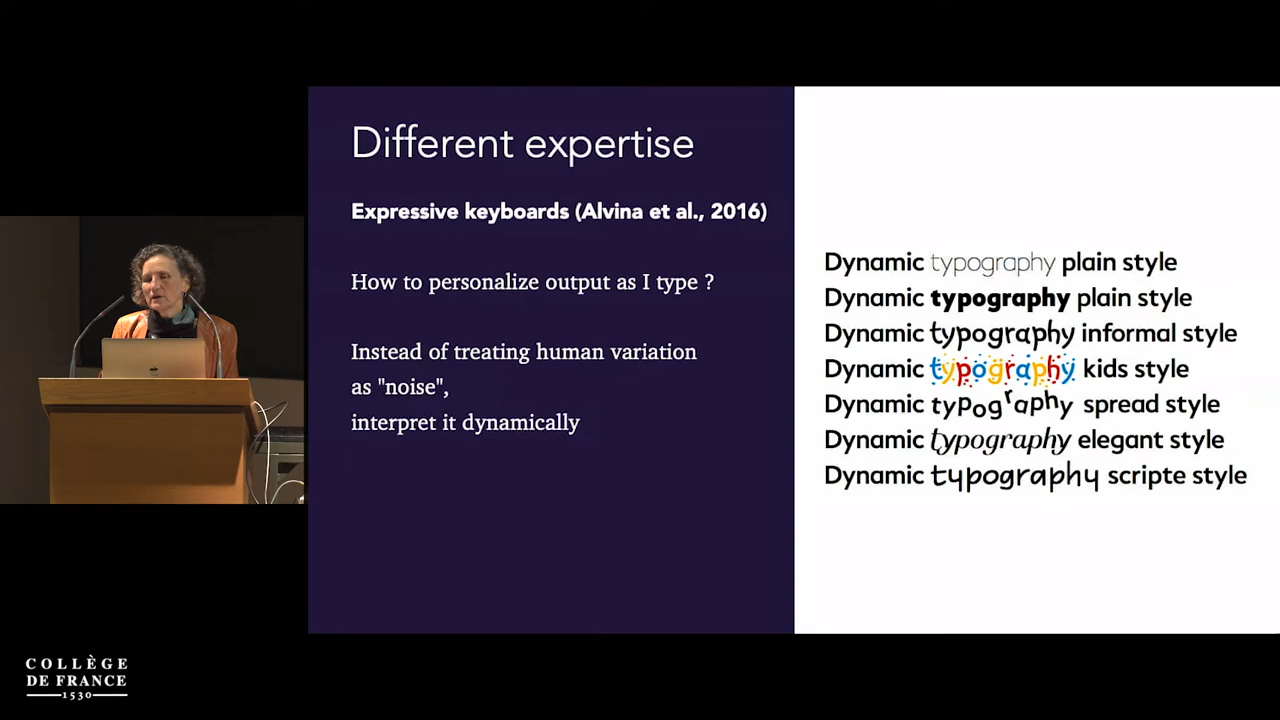 Different expertise
Expressive keyboards (Alvina et al., 2016)
How to personalize output as I type ?
Instead of treating human variation
as "noise",
interpret it dynamically
Dynamic typography plain style
Dynamic typography plain style
Dynamic typography informal style
Dynamic typography kids style
Dynamic typography spread style
Dynamic typography elegant style
Dynamic typography scripte style
COLLÈGE
DE FRANCE
1530